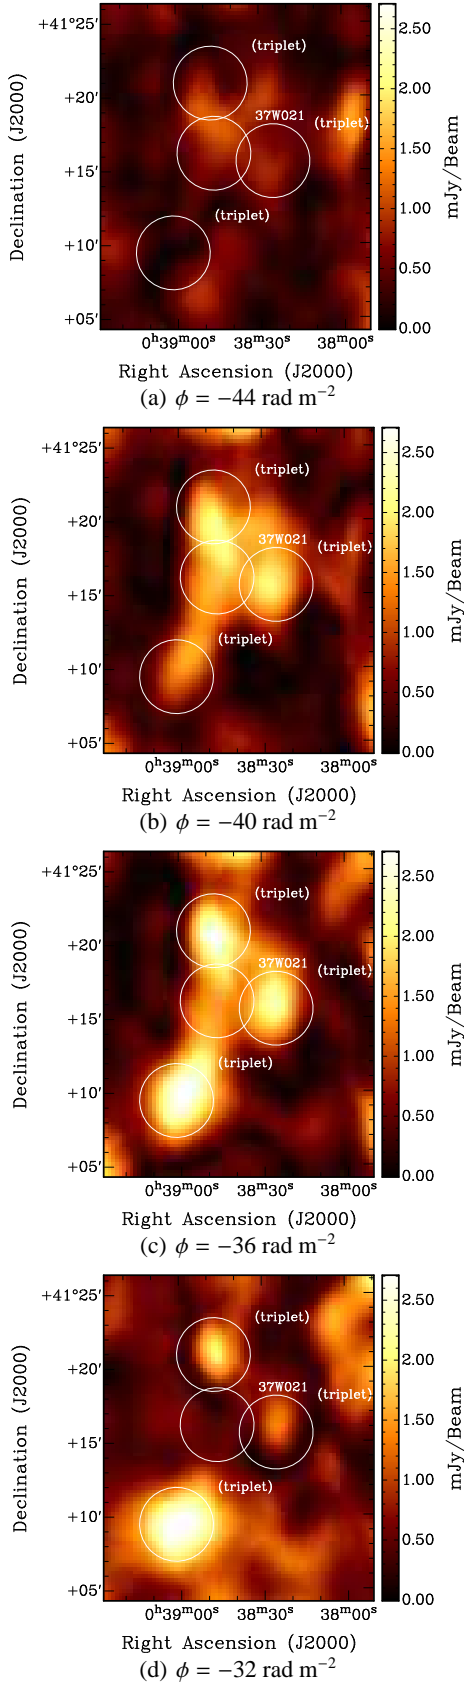 +41°25′
(triplet)
2.50
+20′
37W021
(triplet)
2.00
+15′
1.50
(triplet)
+10′
1.00
0.50
+05′
0.00
0ʰ39ᵐ00ˢ 38ᵐ30ˢ 38ᵐ00ˢ
Declination (J2000)
mJy/Beam
Right Ascension (J2000)
(a) ϕ = −44 rad m⁻²
+41°25′
(triplet)
2.50
+20′
37W021
(triplet)
2.00
+15′
1.50
(triplet)
+10′
1.00
0.50
+05′
0.00
0ʰ39ᵐ00ˢ 38ᵐ30ˢ 38ᵐ00ˢ
Declination (J2000)
mJy/Beam
Right Ascension (J2000)
(b) ϕ = −40 rad m⁻²
+41°25′
(triplet)
2.50
+20′
37W021
(triplet)
2.00
+15′
1.50
(triplet)
+10′
1.00
0.50
+05′
0.00
0ʰ39ᵐ00ˢ 38ᵐ30ˢ 38ᵐ00ˢ
Declination (J2000)
mJy/Beam
Right Ascension (J2000)
(c) ϕ = −36 rad m⁻²
+41°25′
(triplet)
2.50
+20′
37W021
(triplet)
2.00
+15′
1.50
(triplet)
+10′
1.00
0.50
+05′
0.00
0ʰ39ᵐ00ˢ 38ᵐ30ˢ 38ᵐ00ˢ
Declination (J2000)
mJy/Beam
Right Ascension (J2000)
(d) ϕ = −32 rad m⁻²